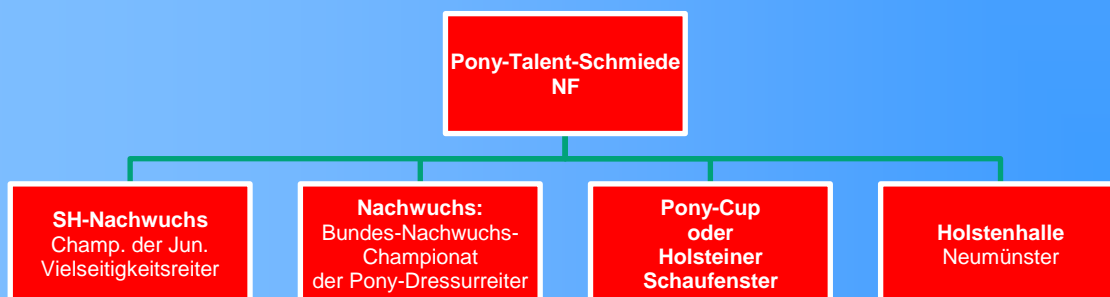 Pony-Talent-Schmiede
NF
SH-Nachwuchs
Champ. der Jun.
Vielseitigkeitsreiter
Nachwuchs:
Bundes-Nachwuchs-
Championat
der Pony-Dressurreiter
Pony-Cup
oder
Holsteiner
Schaufenster
Holstenhalle
Neumünster